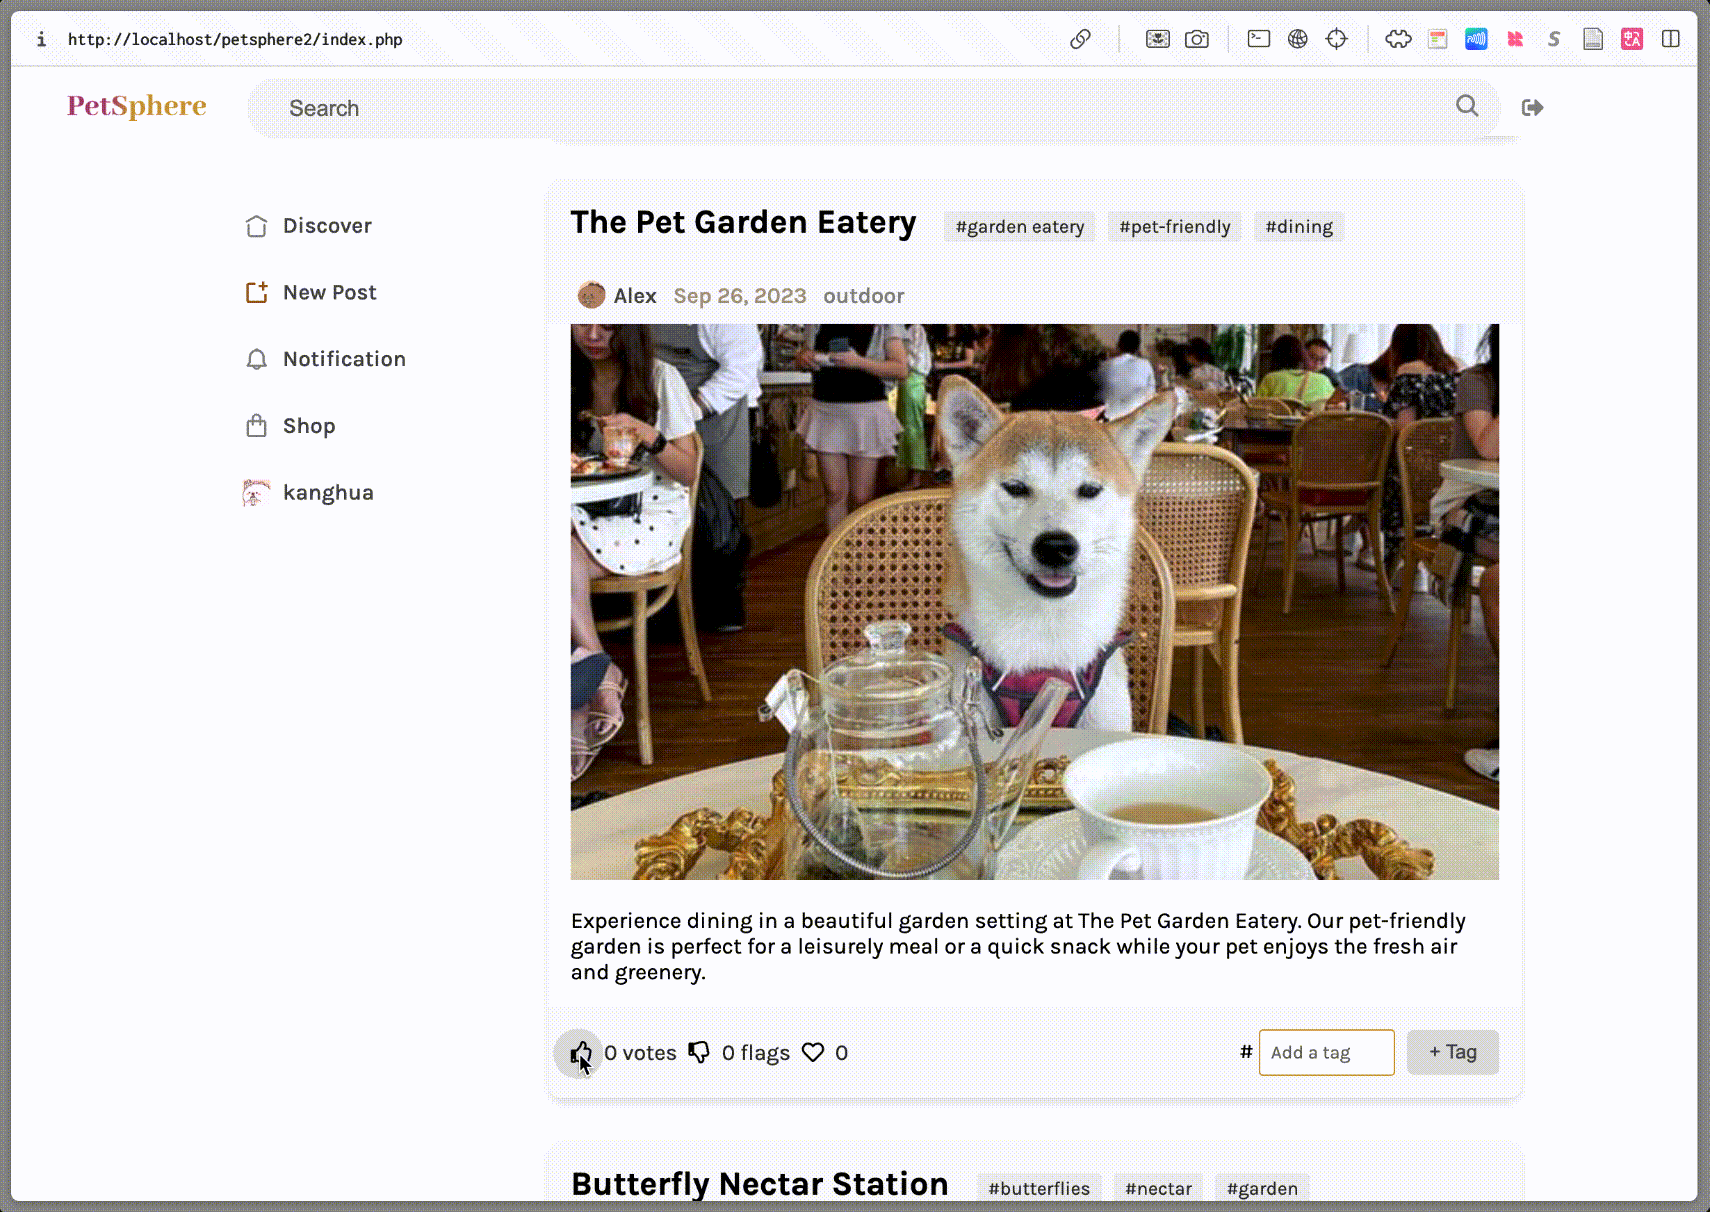 http://localhost/petsphere2/index.php
PetSphere
Search
Discover
New Post
Notification
Shop
kanghua
The Pet Garden Eatery #garden eatery #pet-friendly #dining
Alex Sep 26, 2023 outdoor
Experience dining in a beautiful garden setting at The Pet Garden Eatery. Our pet-friendly
garden is perfect for a leisurely meal or a quick snack while your pet enjoys the fresh air
and greenery.
0 votes 0 flags 0 # Add a tag + Tag
Butterfly Nectar Station #butterflies #nectar #garden